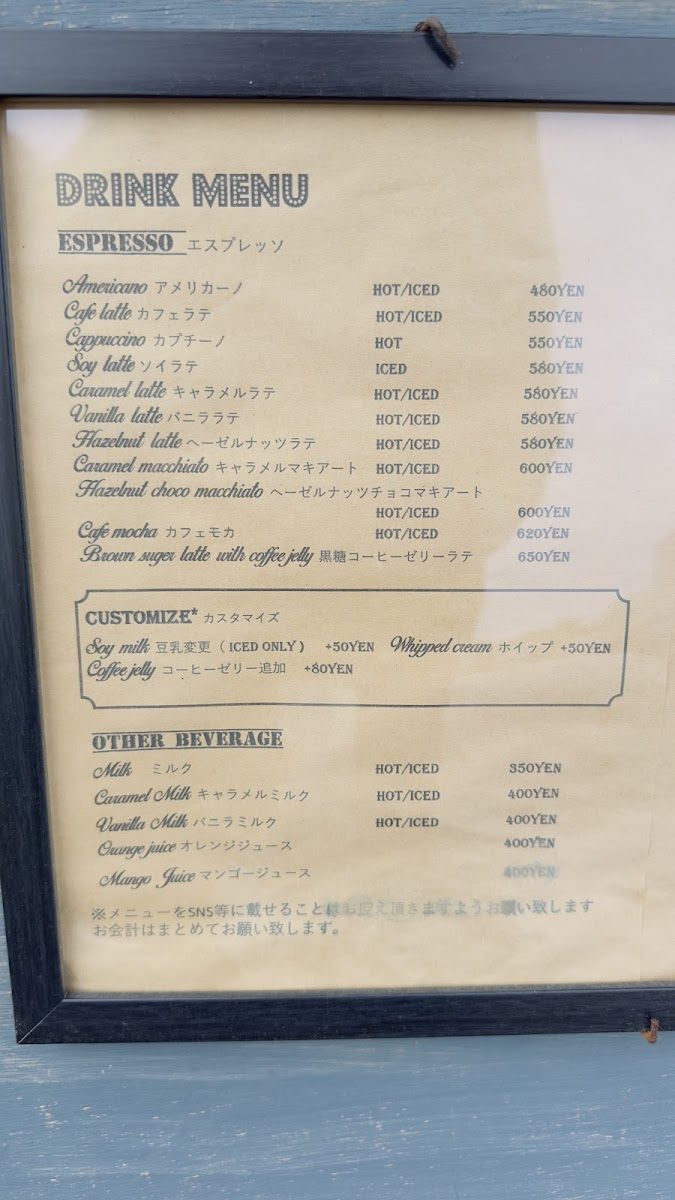 DRINK MENU
ESPRESSO エスプレッソ
Americano アメリカーノ HOT/ICED 480YEN
Cafe latte カフェラテ HOT/ICED 550YEN
Cappuccino カプチーノ HOT 550YEN
Soy latte ソイラテ ICED 580YEN
Caramel latte キャラメルラテ HOT/ICED 580YEN
Vanilla latte バニララテ HOT/ICED 580YEN
Hazelnut latte ヘーゼルナッツラテ HOT/ICED 580YEN
Caramel macchiato キャラメルマキアート HOT/ICED 600YEN
Hazelnut choco macchiato ヘーゼルナッツチョコマキアート
HOT/ICED 600YEN
Cafe mocha カフェモカ HOT/ICED 620YEN
Brown suger latte with coffee jelly 黒糖コーヒーゼリーラテ 650YEN
CUSTOMIZE* カスタマイズ
Soy milk 豆乳変更 ( ICED ONLY ) +50YEN Whipped cream ホイップ +50YEN
Coffee jelly コーヒーゼリー追加 +80YEN
OTHER BEVERAGE
Milk ミルク HOT/ICED 350YEN
Caramel Milk キャラメルミルク HOT/ICED 400YEN
Vanilla Milk バニラミルク HOT/ICED 400YEN
Orange juice オレンジジュース 400YEN
Mango Juice マンゴージュース 400YEN
※メニューをSNS等に載せることはお控え頂きますようお願い致します
お会計はまとめてお願い致します。